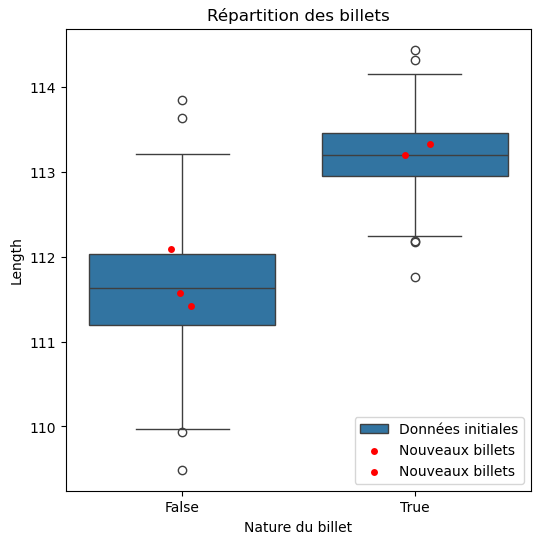 Répartition des billets
Length
114
113
112
111
110
False
True
Nature du billet
Données initiales
Nouveaux billets
Nouveaux billets